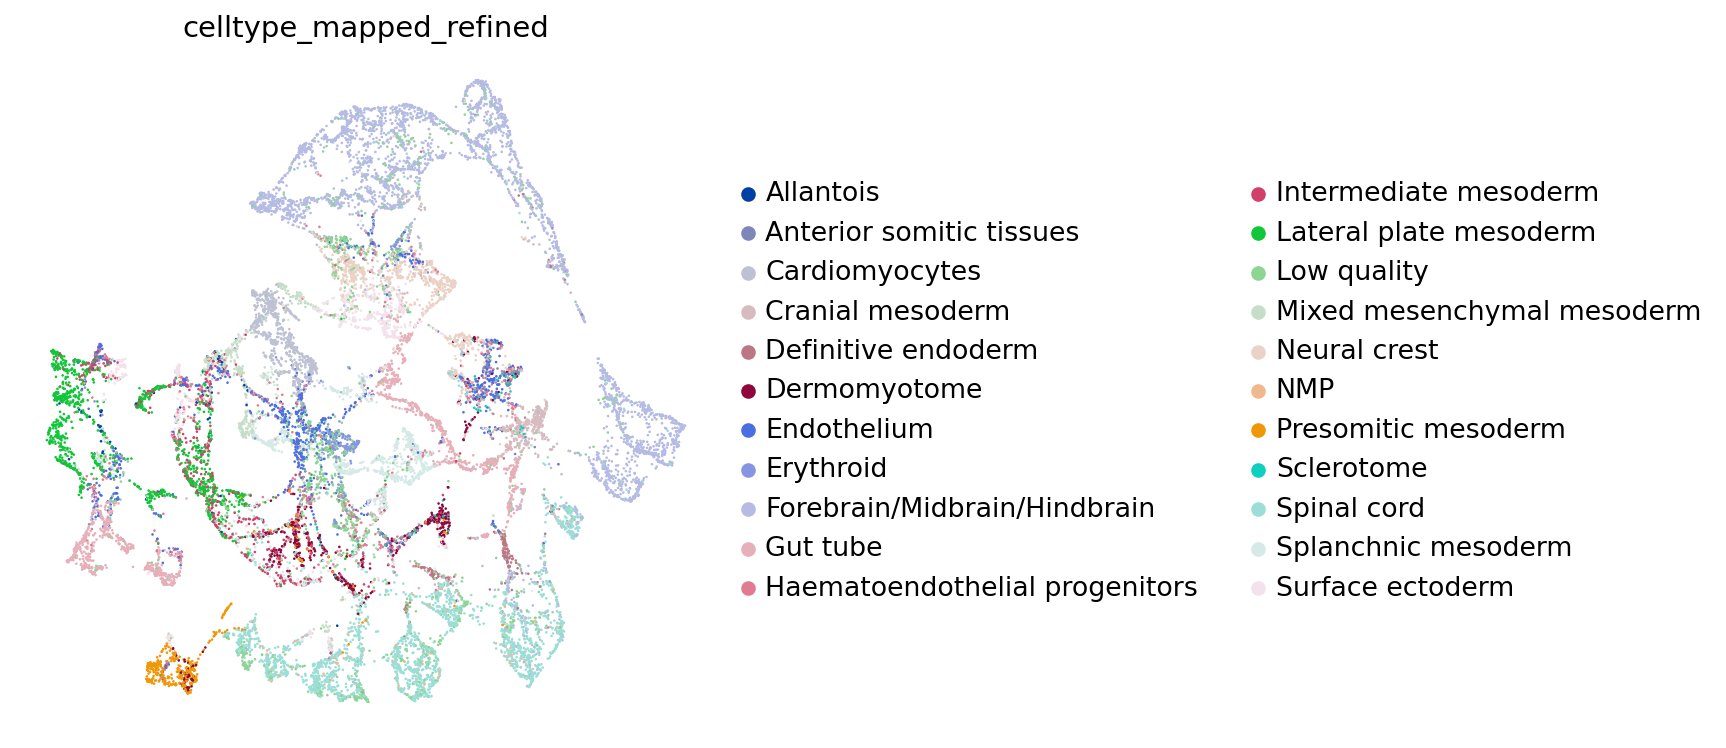 celltype_mapped_refined
Allantois
Anterior somitic tissues
Cardiomyocytes
Cranial mesoderm
Definitive endoderm
Dermomyotome
Endothelium
Erythroid
Forebrain/Midbrain/Hindbrain
Gut tube
Haematoendothelial progenitors
Intermediate mesoderm
Lateral plate mesoderm
Low quality
Mixed mesenchymal mesoderm
Neural crest
NMP
Presomitic mesoderm
Sclerotome
Spinal cord
Splanchnic mesoderm
Surface ectoderm